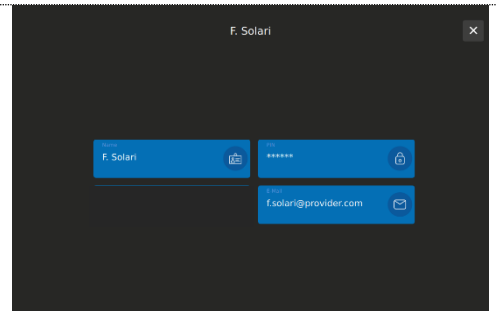 F. Solari
Name
F. Solari
PIN
******
E-Mail
f.solari@provider.com